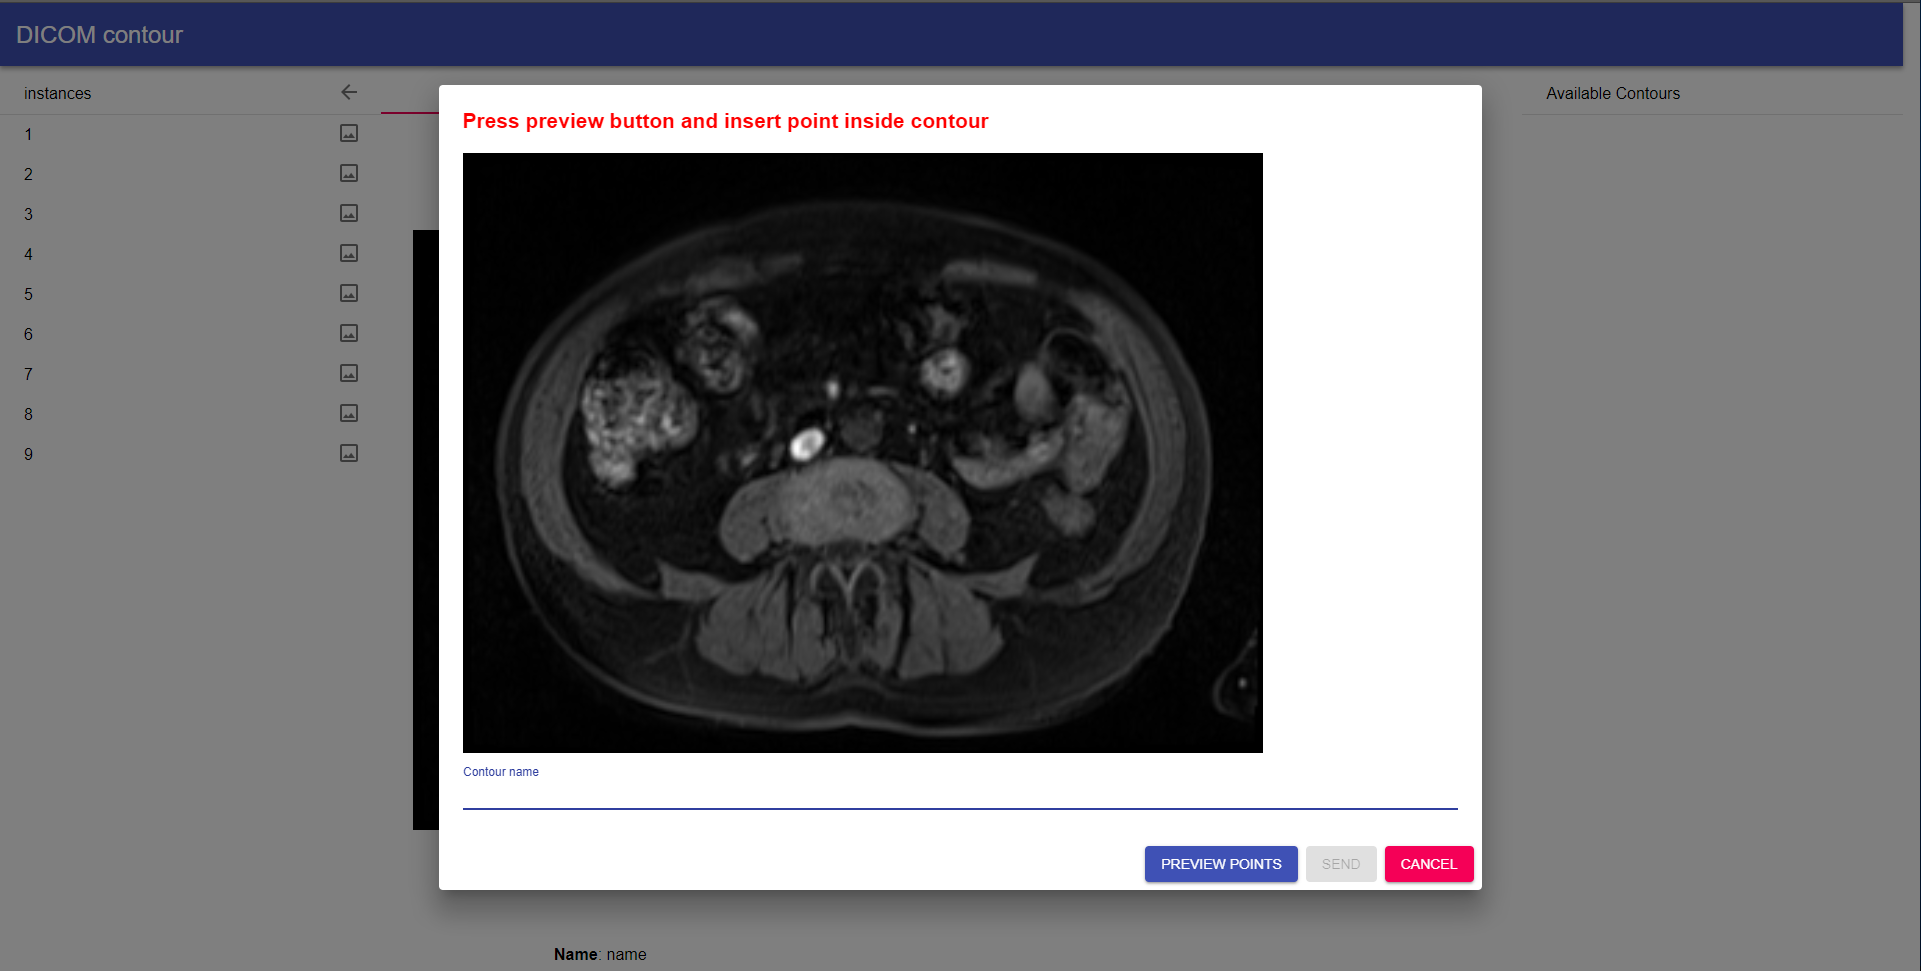 DICOM contour
instances
1
2
3
4
5
6
7
8
9
Press preview button and insert point inside contour
Contour name
PREVIEW POINTS
SEND
CANCEL
Available Contours
Name: name